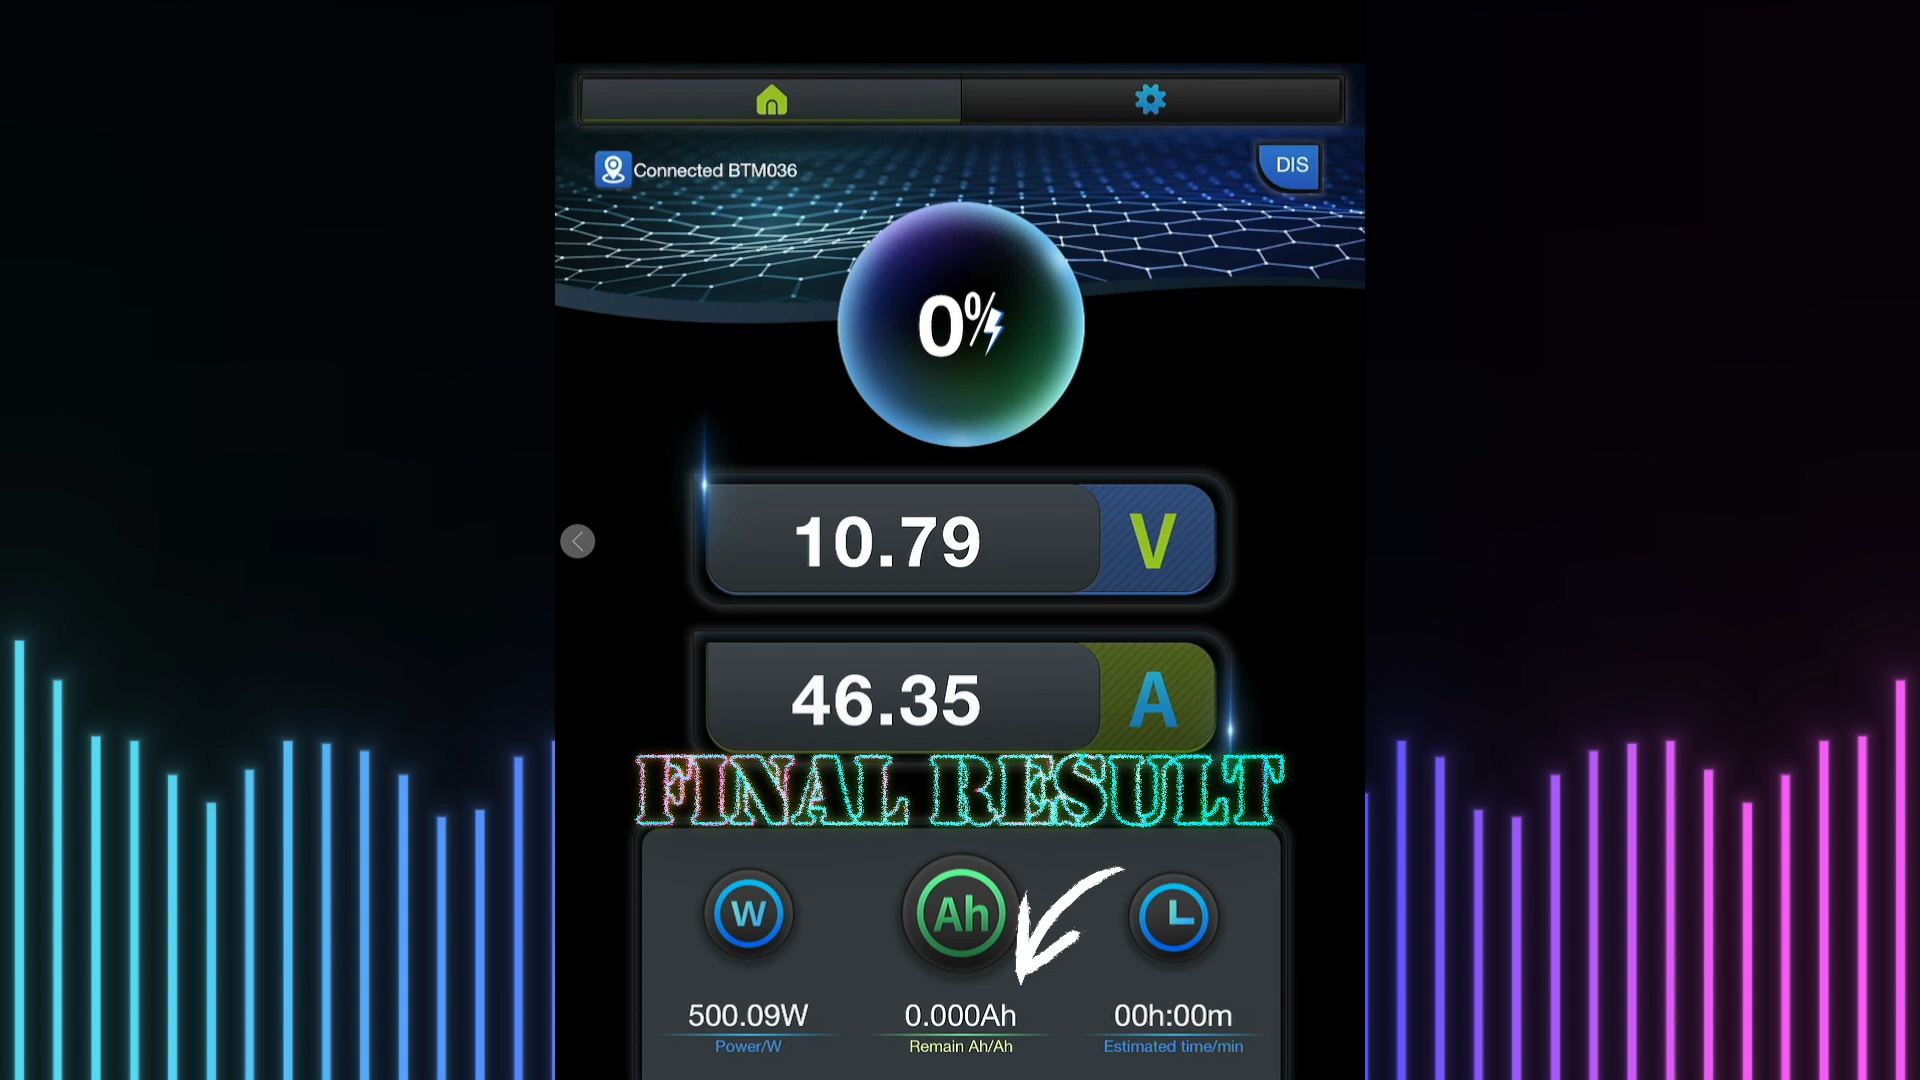 Connected BTM036
DIS
0%
10.79 V
46.35 A
FINAL RESULT
W
Ah
500.09W
0.000Ah
00h:00m
Power/W
Remain Ah/Ah
Estimated time/min